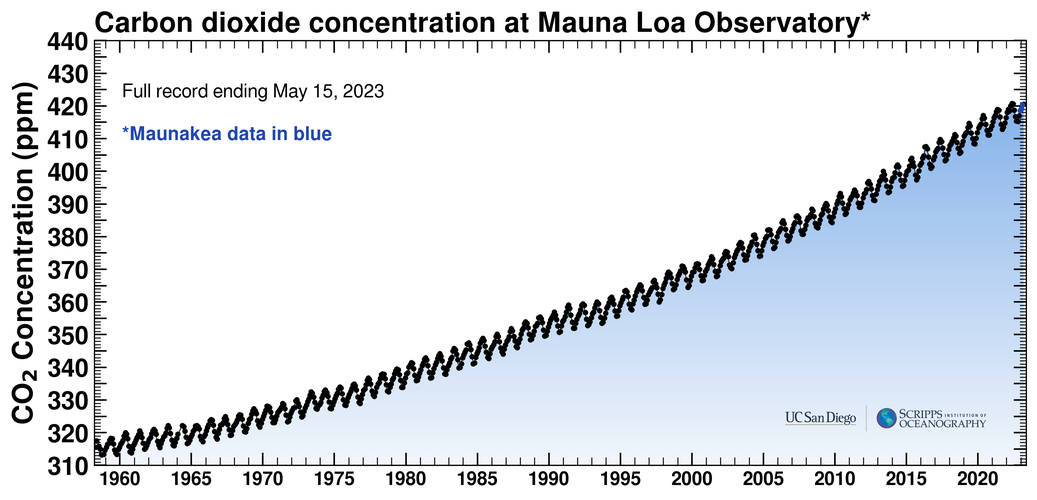 Carbon dioxide concentration at Mauna Loa Observatory*
440
430
420
410
400
390
380
370
360
350
340
330
320
310
CO₂ Concentration (ppm)
Full record ending May 15, 2023
*Maunakea data in blue
UC San Diego
SCRIPPS INSTITUTION OF
OCEANOGRAPHY
1960 1965 1970 1975 1980 1985 1990 1995 2000 2005 2010 2015 2020